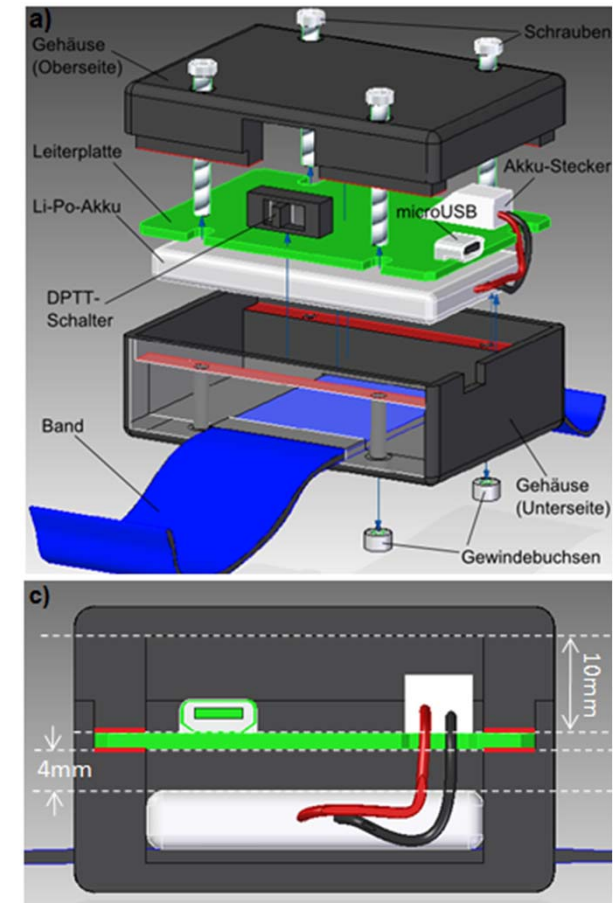 a)
Gehäuse
(Oberseite)
Schrauben
Leiterplatte
Akku-Stecker
Li-Po-Akku
microUSB
DPTT-
Schalter
Band
Gehäuse
(Unterseite)
Gewindebuchsen
c)
10mm
4mm